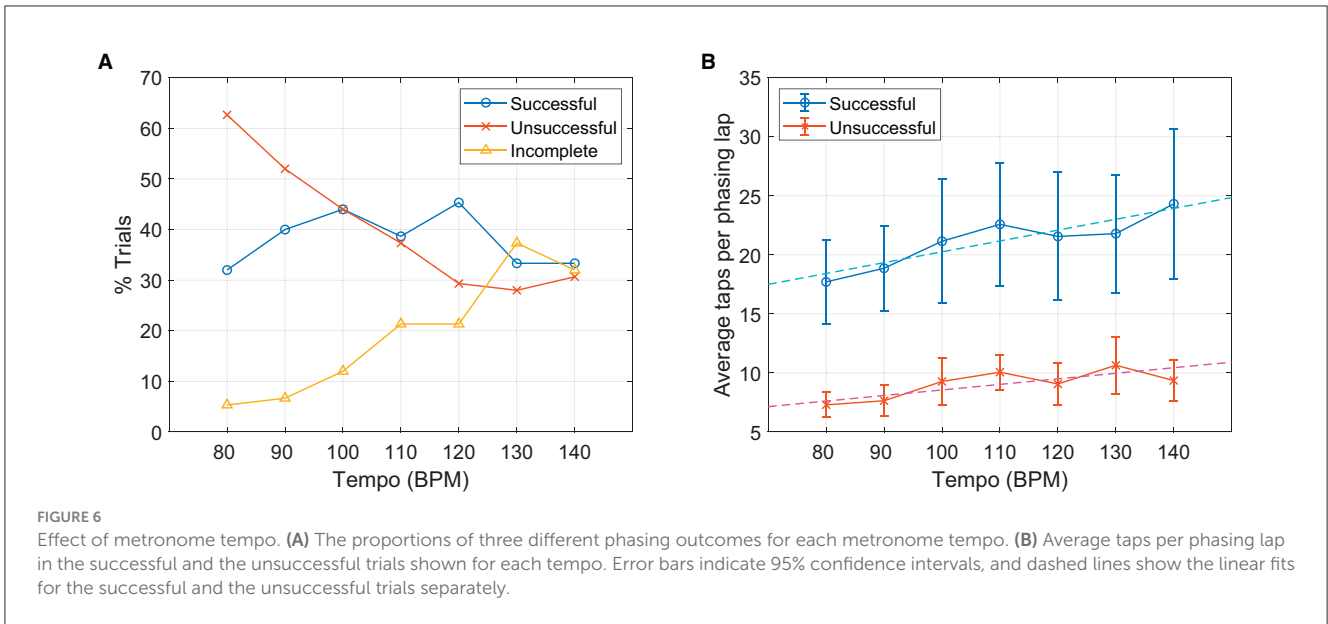 A
70
60
50
40
30
20
10
0
% Trials
80 90 100 110 120 130 140
Tempo (BPM)
Successful
Unsuccessful
Incomplete
B
35
30
25
20
15
10
5
Average taps per phasing lap
80 90 100 110 120 130 140
Tempo (BPM)
Successful
Unsuccessful
FIGURE 6
Effect of metronome tempo. (A) The proportions of three different phasing outcomes for each metronome tempo. (B) Average taps per phasing lap
in the successful and the unsuccessful trials shown for each tempo. Error bars indicate 95% confidence intervals, and dashed lines show the linear fits
for the successful and the unsuccessful trials separately.